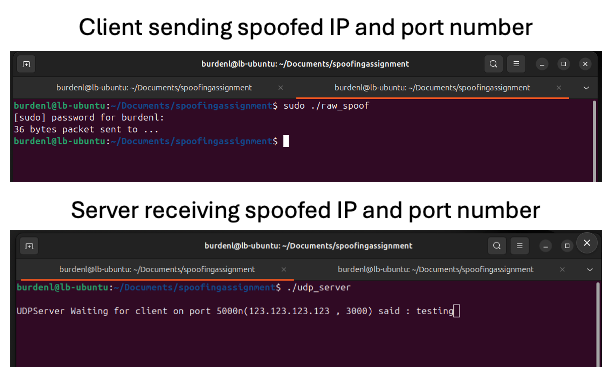 Client sending spoofed IP and port number
burdenl@lb-ubuntu: ~/Documents/spoofingassignment
burdenl@lb-ubuntu: ~/Documents/spoofingassignment × burdenl@lb-ubuntu: ~/Documents/spoofingassignment ×
burdenl@lb-ubuntu:~/Documents/spoofingassignment$ sudo ./raw_spoof
[sudo] password for burdenl:
36 bytes packet sent to ...
burdenl@lb-ubuntu:~/Documents/spoofingassignment$
Server receiving spoofed IP and port number
burdenl@lb-ubuntu: ~/Documents/spoofingassignment
burdenl@lb-ubuntu: ~/Documents/spoofingassignment × burdenl@lb-ubuntu: ~/Documents/spoofingassignment ×
burdenl@lb-ubuntu:~/Documents/spoofingassignment$ ./udp_server
UDPServer Waiting for client on port 5000n(123.123.123.123 , 3000) said : testing